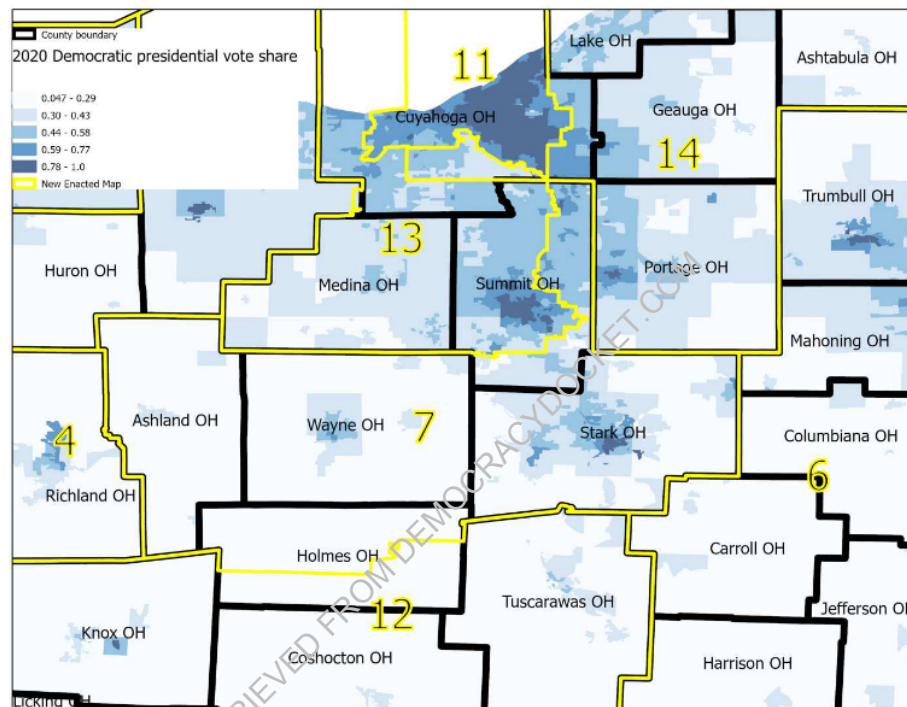 County boundary
2020 Democratic presidential vote share
0.047 - 0.29
0.30 - 0.43
0.44 - 0.58
0.59 - 0.77
0.78 - 1.0
New Enacted Map
11
Lake OH
Ashtabula OH
Cuyahoga OH
Geauga OH
14
Trumbull OH
13
Huron OH
Medina OH
Summit OH
Portage OH
Mahoning OH
Ashland OH
Wayne OH
7
Stark OH
Columbiana OH
4
Richland OH
6
Holmes OH
Carroll OH
12
Tuscarawas OH
Jefferson OH
Knox OH
Coshocton OH
Harrison OH
Licking OH
RIEVED FROM DEMOCRACYDOCKET.COM